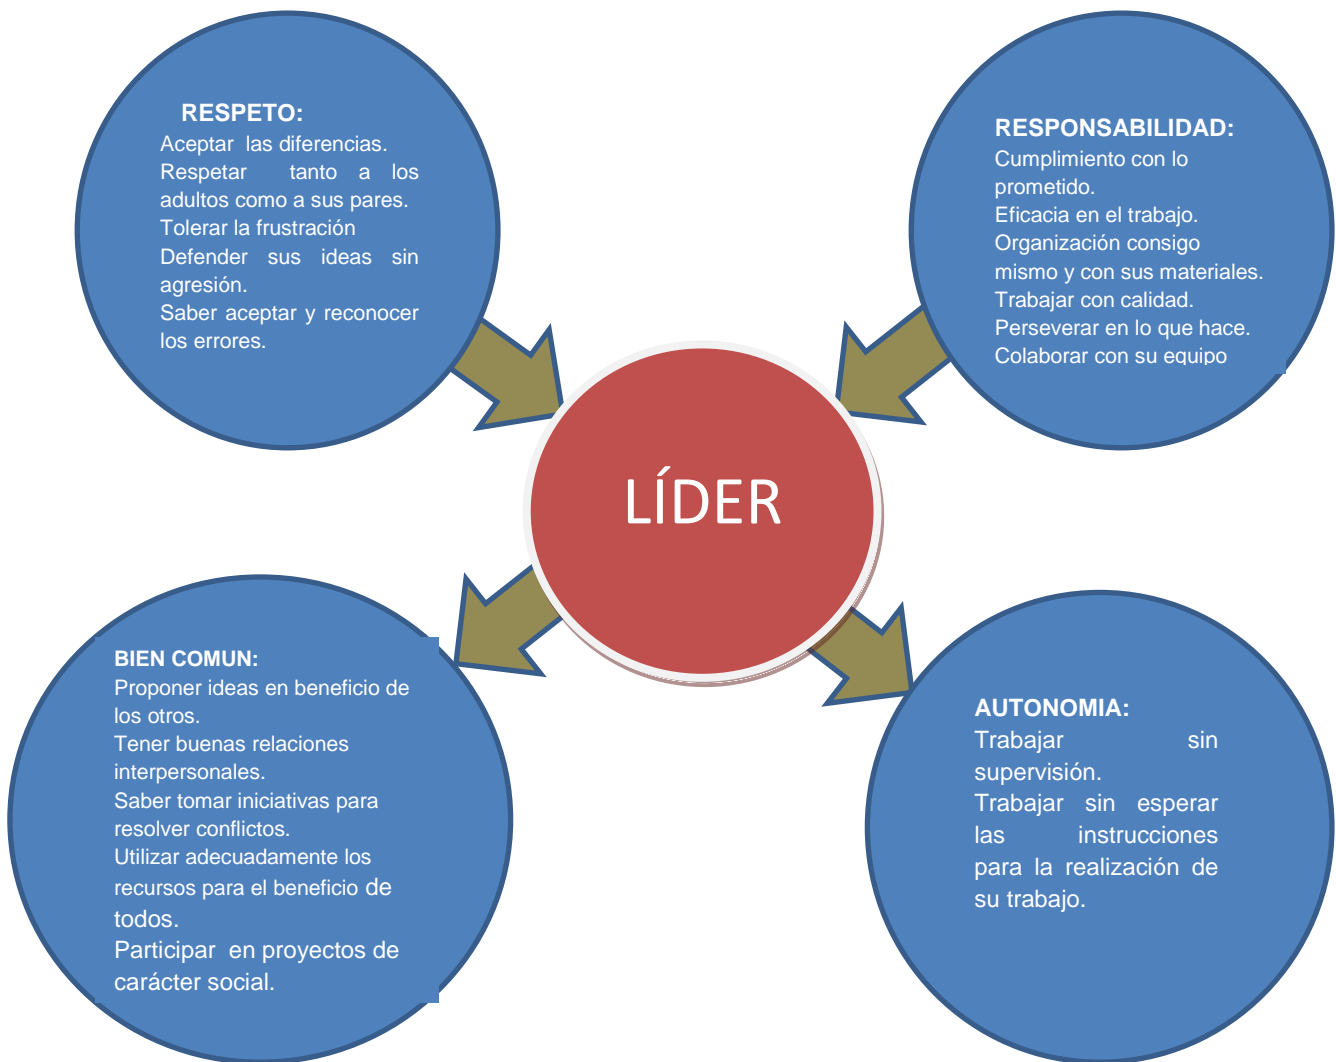 RESPETO:
Aceptar las diferencias.
Respetar tanto a los
adultos como a sus pares.
Tolerar la frustración
Defender sus ideas sin
agresión.
Saber aceptar y reconocer
los errores.
RESPONSABILIDAD:
Cumplimiento con lo
prometido.
Eficacia en el trabajo.
Organización consigo
mismo y con sus materiales.
Trabajar con calidad.
Perseverar en lo que hace.
Colaborar con su equipo
LÍDER
BIEN COMUN:
Proponer ideas en beneficio de
los otros.
Tener buenas relaciones
interpersonales.
Saber tomar iniciativas para
resolver conflictos.
Utilizar adecuadamente los
recursos para el beneficio de
todos.
Participar en proyectos de
carácter social.
AUTONOMIA:
Trabajar sin
supervisión.
Trabajar sin esperar
las instrucciones
para la realización de
su trabajo.